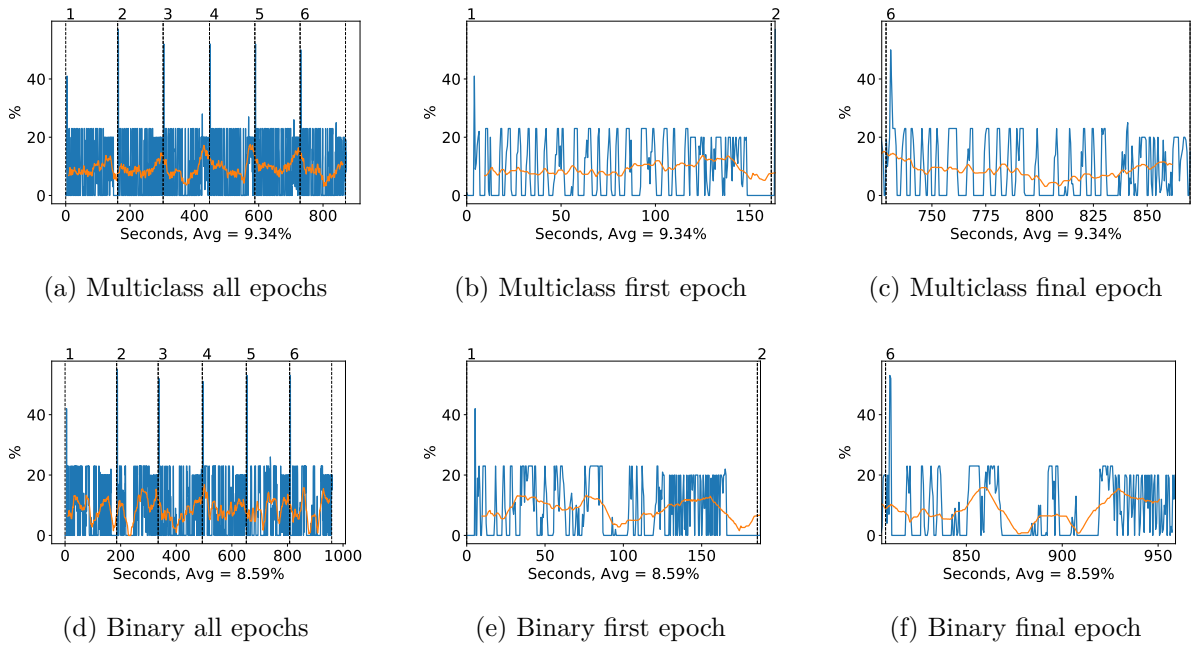 1 2 3 4 5 6
40
20
0
%
0 200 400 600 800
Seconds, Avg = 9.34%
(a) Multiclass all epochs
1 2
40
20
0
%
0 50 100 150
Seconds, Avg = 9.34%
(b) Multiclass first epoch
6
40
20
0
%
750 775 800 825 850
Seconds, Avg = 9.34%
(c) Multiclass final epoch
1 2 3 4 5 6
40
20
0
%
0 200 400 600 800 1000
Seconds, Avg = 8.59%
(d) Binary all epochs
1 2
40
20
0
%
0 50 100 150
Seconds, Avg = 8.59%
(e) Binary first epoch
6
40
20
0
%
850 900 950
Seconds, Avg = 8.59%
(f) Binary final epoch